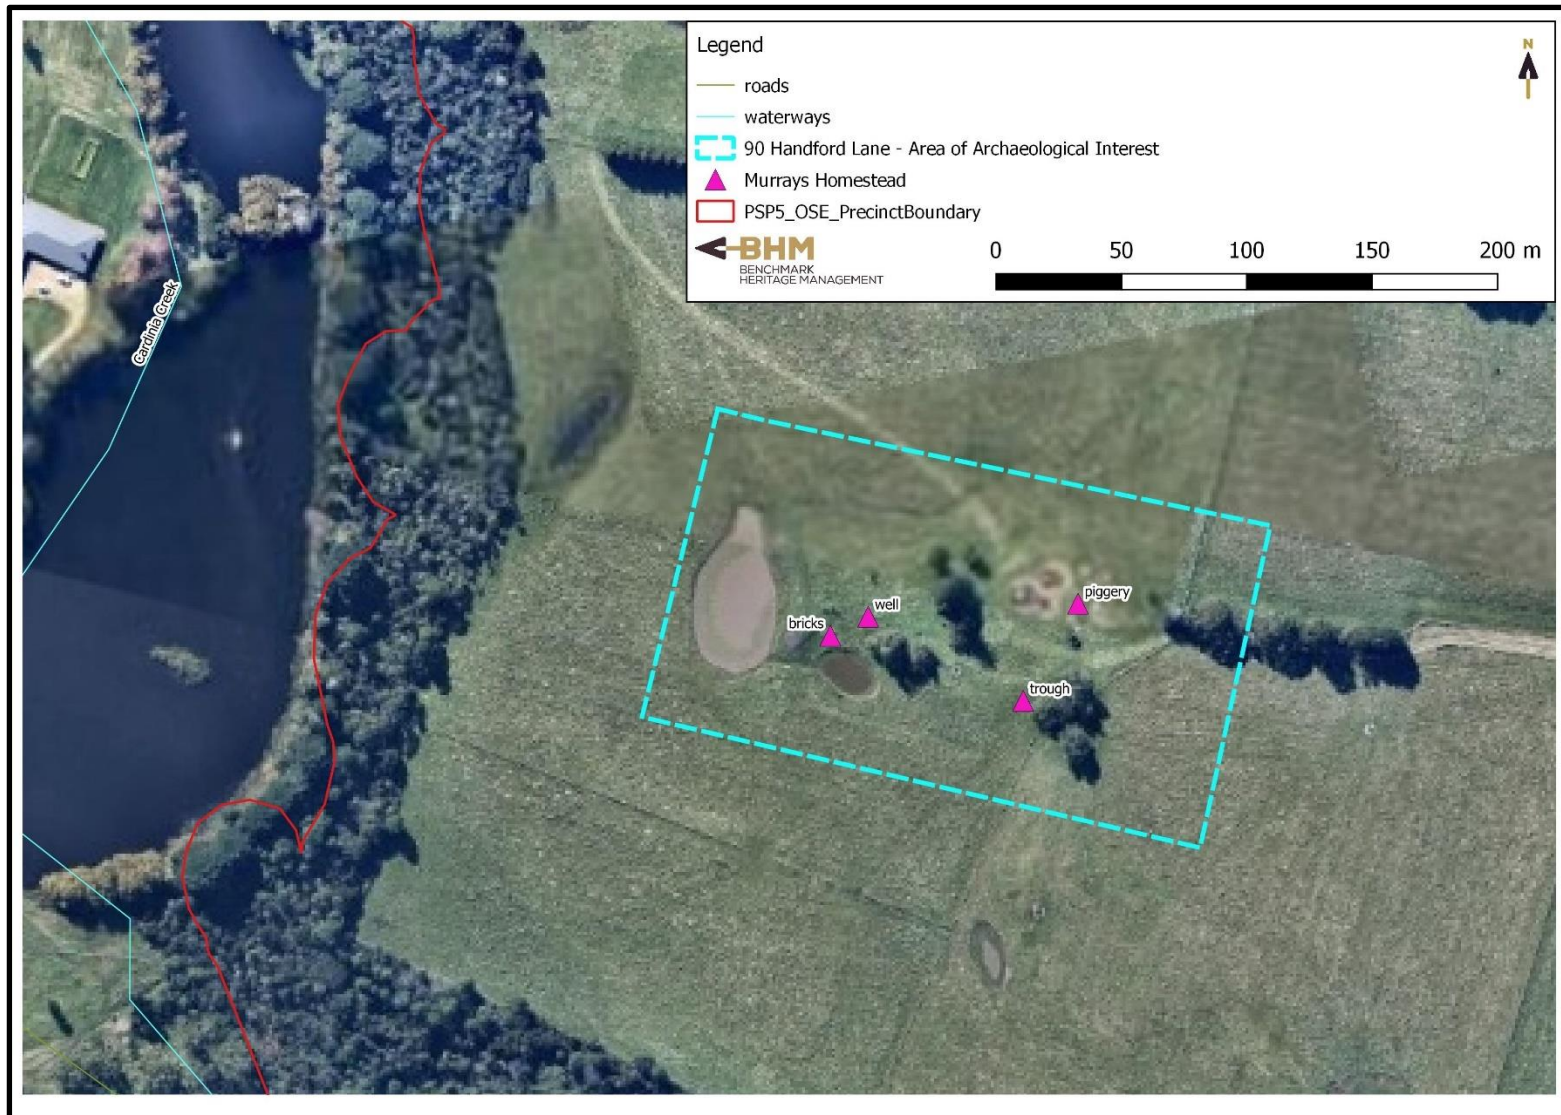 Legend
N
roads
waterways
90 Handford Lane - Area of Archaeological Interest
Murrays Homestead
PSP5_OSE_PrecinctBoundary
BHM
BENCHMARK
HERITAGE MANAGEMENT
0 50 100 150 200 m
Cardinia Creek
piggery
well
bricks
trough